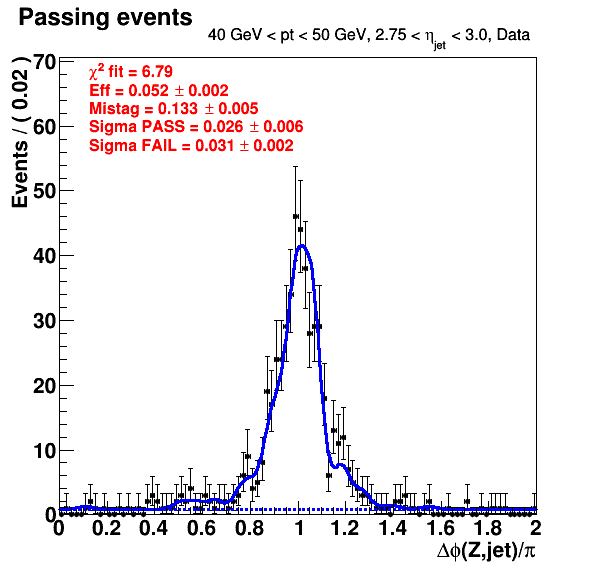 Passing events
40 GeV < pt < 50 GeV, 2.75 < η_jet < 3.0, Data
χ² fit = 6.79
Eff = 0.052 ± 0.002
Mistag = 0.133 ± 0.005
Sigma PASS = 0.026 ± 0.006
Sigma FAIL = 0.031 ± 0.002
Events / ( 0.02 )
70
60
50
40
30
20
10
0
0 0.2 0.4 0.6 0.8 1 1.2 1.4 1.6 1.8 2
Δϕ(Z,jet)/π